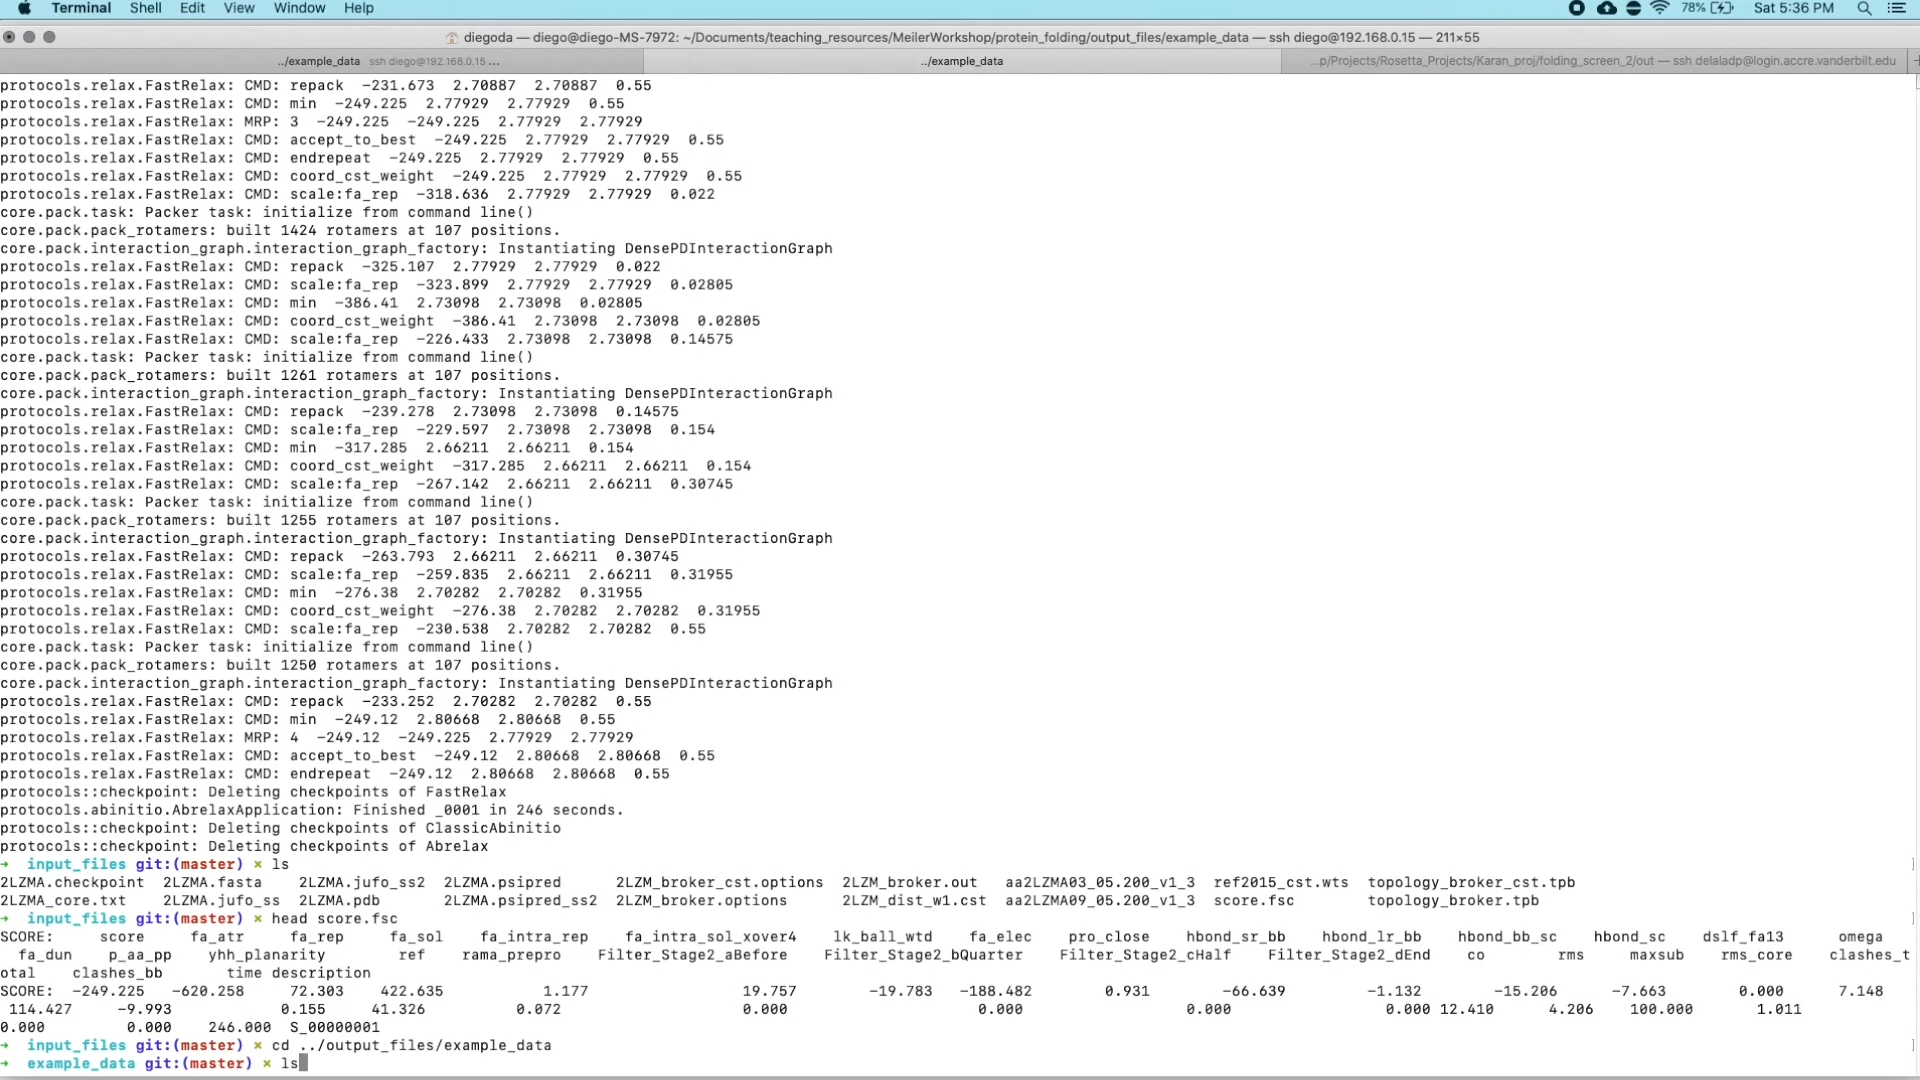 Terminal Shell Edit View Window Help 78% Sat 5:36 PM
diegoda — diego@diego-MS-7972: ~/Documents/teaching_resources/MeilerWorkshop/protein_folding/output_files/example_data — ssh diego@192.168.0.15 — 211×55
../example_data ssh diego@192.168.0.15 ... ../example_data ...p/Projects/Rosetta_Projects/Karan_proj/folding_screen_2/out — ssh delaladp@login.accre.vanderbilt.edu +
protocols.relax.FastRelax: CMD: repack -231.673 2.70887 2.70887 0.55
protocols.relax.FastRelax: CMD: min -249.225 2.77929 2.77929 0.55
protocols.relax.FastRelax: MRP: 3 -249.225 -249.225 2.77929 2.77929
protocols.relax.FastRelax: CMD: accept_to_best -249.225 2.77929 2.77929 0.55
protocols.relax.FastRelax: CMD: endrepeat -249.225 2.77929 2.77929 0.55
protocols.relax.FastRelax: CMD: coord_cst_weight -249.225 2.77929 2.77929 0.55
protocols.relax.FastRelax: CMD: scale:fa_rep -318.636 2.77929 2.77929 0.022
core.pack.task: Packer task: initialize from command line()
core.pack.pack_rotamers: built 1424 rotamers at 107 positions.
core.pack.interaction_graph.interaction_graph_factory: Instantiating DensePDInteractionGraph
protocols.relax.FastRelax: CMD: repack -325.107 2.77929 2.77929 0.022
protocols.relax.FastRelax: CMD: scale:fa_rep -323.899 2.77929 2.77929 0.02805
protocols.relax.FastRelax: CMD: min -386.41 2.73098 2.73098 0.02805
protocols.relax.FastRelax: CMD: coord_cst_weight -386.41 2.73098 2.73098 0.02805
protocols.relax.FastRelax: CMD: scale:fa_rep -226.433 2.73098 2.73098 0.14575
core.pack.task: Packer task: initialize from command line()
core.pack.pack_rotamers: built 1261 rotamers at 107 positions.
core.pack.interaction_graph.interaction_graph_factory: Instantiating DensePDInteractionGraph
protocols.relax.FastRelax: CMD: repack -239.278 2.73098 2.73098 0.14575
protocols.relax.FastRelax: CMD: scale:fa_rep -229.597 2.73098 2.73098 0.154
protocols.relax.FastRelax: CMD: min -317.285 2.66211 2.66211 0.154
protocols.relax.FastRelax: CMD: coord_cst_weight -317.285 2.66211 2.66211 0.154
protocols.relax.FastRelax: CMD: scale:fa_rep -267.142 2.66211 2.66211 0.30745
core.pack.task: Packer task: initialize from command line()
core.pack.pack_rotamers: built 1255 rotamers at 107 positions.
core.pack.interaction_graph.interaction_graph_factory: Instantiating DensePDInteractionGraph
protocols.relax.FastRelax: CMD: repack -263.793 2.66211 2.66211 0.30745
protocols.relax.FastRelax: CMD: scale:fa_rep -259.835 2.66211 2.66211 0.31955
protocols.relax.FastRelax: CMD: min -276.38 2.70282 2.70282 0.31955
protocols.relax.FastRelax: CMD: coord_cst_weight -276.38 2.70282 2.70282 0.31955
protocols.relax.FastRelax: CMD: scale:fa_rep -230.538 2.70282 2.70282 0.55
core.pack.task: Packer task: initialize from command line()
core.pack.pack_rotamers: built 1250 rotamers at 107 positions.
core.pack.interaction_graph.interaction_graph_factory: Instantiating DensePDInteractionGraph
protocols.relax.FastRelax: CMD: repack -233.252 2.70282 2.70282 0.55
protocols.relax.FastRelax: CMD: min -249.12 2.80668 2.80668 0.55
protocols.relax.FastRelax: MRP: 4 -249.12 -249.225 2.77929 2.77929
protocols.relax.FastRelax: CMD: accept_to_best -249.12 2.80668 2.80668 0.55
protocols.relax.FastRelax: CMD: endrepeat -249.12 2.80668 2.80668 0.55
protocols::checkpoint: Deleting checkpoints of FastRelax
protocols.abinitio.AbrelaxApplication: Finished _0001 in 246 seconds.
protocols::checkpoint: Deleting checkpoints of ClassicAbinitio
protocols::checkpoint: Deleting checkpoints of Abrelax
→ input_files git:(master) × ls
2LZMA.checkpoint 2LZMA.fasta 2LZMA.jufo_ss2 2LZMA.psipred 2LZM_broker_cst.options 2LZM_broker.out aa2LZMA03_05.200_v1_3 ref2015_cst.wts topology_broker_cst.tpb
2LZMA_core.txt 2LZMA.jufo_ss 2LZMA.pdb 2LZMA.psipred_ss2 2LZM_broker.options 2LZM_dist_w1.cst aa2LZMA09_05.200_v1_3 score.fsc topology_broker.tpb
→ input_files git:(master) × head score.fsc
SCORE: score fa_atr fa_rep fa_sol fa_intra_rep fa_intra_sol_xover4 lk_ball_wtd fa_elec pro_close hbond_sr_bb hbond_lr_bb hbond_bb_sc hbond_sc dslf_fa13 omega
fa_dun p_aa_pp yhh_planarity ref rama_prepro Filter_Stage2_aBefore Filter_Stage2_bQuarter Filter_Stage2_cHalf Filter_Stage2_dEnd co rms maxsub rms_core clashes_t
otal clashes_bb time description
SCORE: -249.225 -620.258 72.303 422.635 1.177 19.757 -19.783 -188.482 0.931 -66.639 -1.132 -15.206 -7.663 0.000 7.148
114.427 -9.993 0.155 41.326 0.072 0.000 0.000 0.000 0.000 12.410 4.206 100.000 1.011
0.000 0.000 246.000 S_00000001
→ input_files git:(master) × cd ../output_files/example_data
→ example_data git:(master) × ls